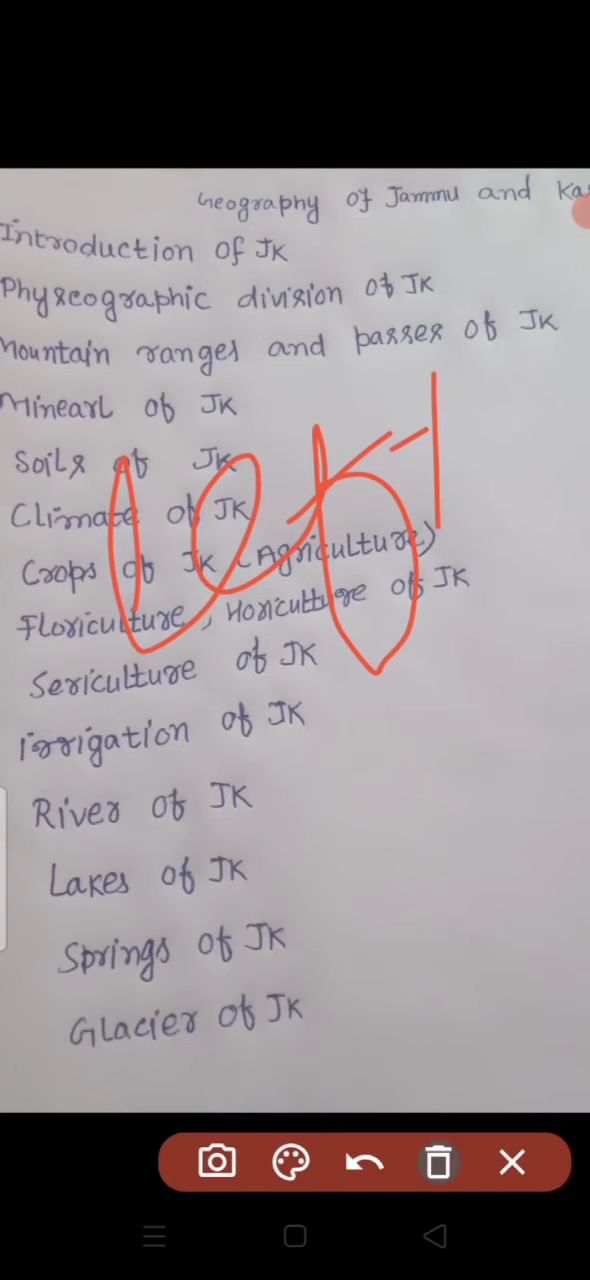 Geography of Jammu and Kas
Introduction of JK
Physeographic division of JK
Mountain ranges and passes of JK
Minearl of JK
Soils of JK
Climate of JK
Crops of JK (Agriculture)
Floriculture, Horiculture of JK
Sericulture of JK
irrigation of JK
River of JK
Lakes of JK
Springs of JK
Glacier of JK